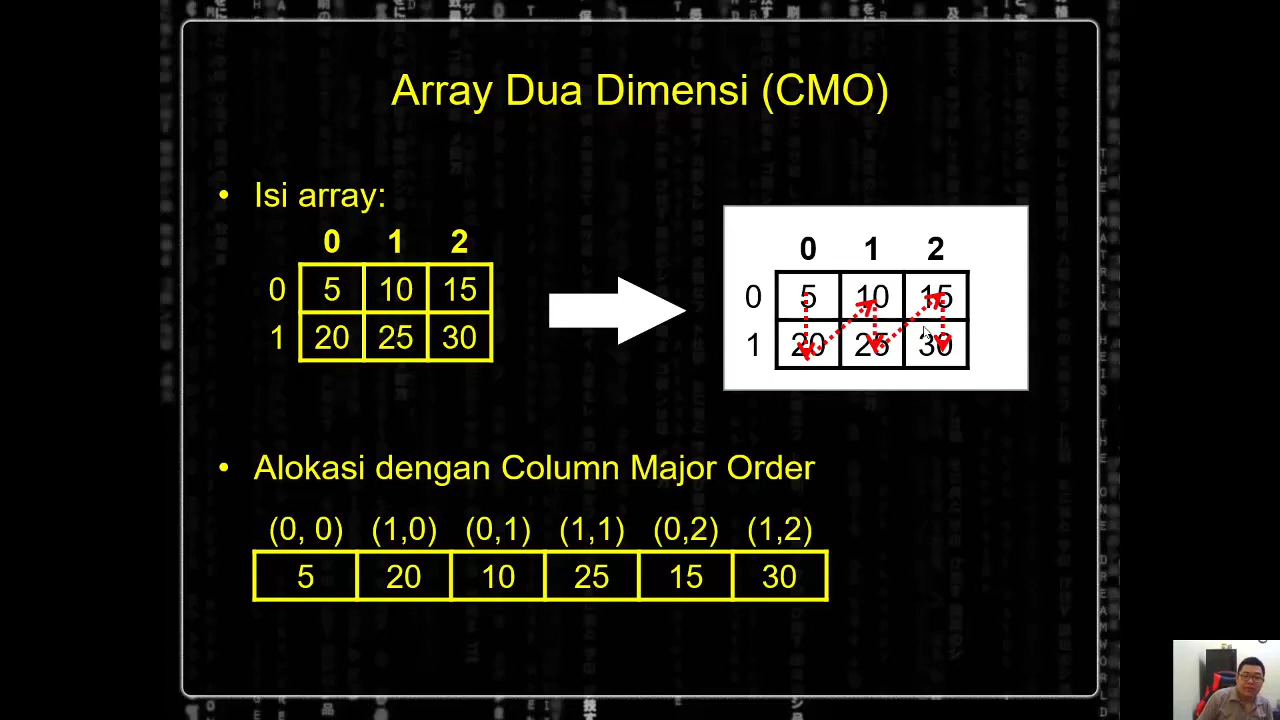 Array Dua Dimensi (CMO)
• Isi array:
0 1 2
0 5 10 15
1 20 25 30
0 1 2
0 5 10 15
1 20 25 30
• Alokasi dengan Column Major Order
(0, 0) (1,0) (0,1) (1,1) (0,2) (1,2)
5 20 10 25 15 30